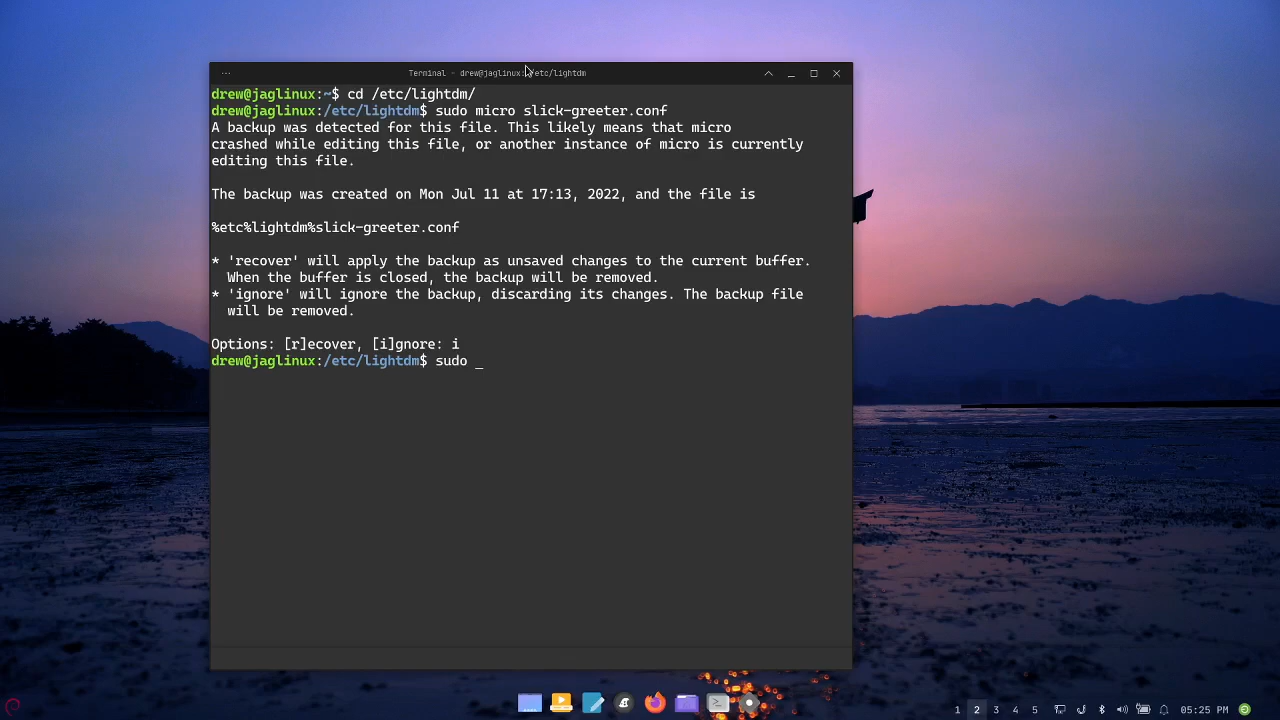 Terminal - drew@jaglinux:/etc/lightdm
drew@jaglinux:~$ cd /etc/lightdm/
drew@jaglinux:/etc/lightdm$ sudo micro slick-greeter.conf
A backup was detected for this file. This likely means that micro
crashed while editing this file, or another instance of micro is currently
editing this file.
The backup was created on Mon Jul 11 at 17:13, 2022, and the file is
%etc%lightdm%slick-greeter.conf
* 'recover' will apply the backup as unsaved changes to the current buffer.
When the buffer is closed, the backup will be removed.
* 'ignore' will ignore the backup, discarding its changes. The backup file
will be removed.
Options: [r]ecover, [i]gnore: i
drew@jaglinux:/etc/lightdm$ sudo _
1 2 3 4 5 05:25 PM